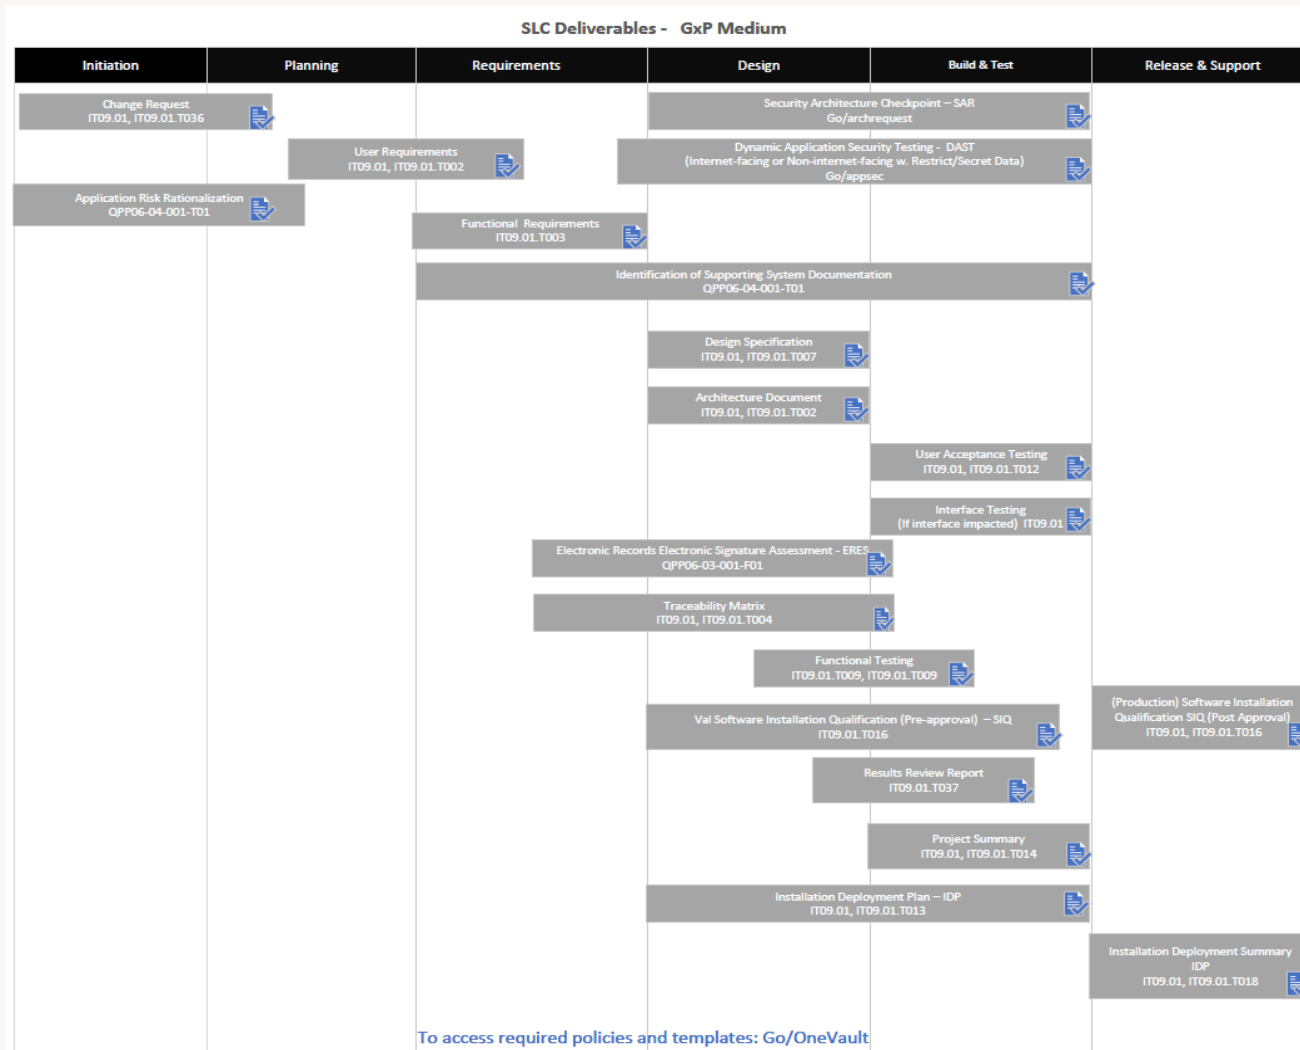 SLC Deliverables -   GxP Medium
Initiation
Planning
Requirements
Design
Build & Test
Release & Support
Change Request
IT09.01, IT09.01.T036
Security Architecture Checkpoint – SAR
Go/archrequest
User Requirements
IT09.01, IT09.01.T002
Dynamic Application Security Testing -  DAST
(Internet-facing or Non-internet-facing w. Restrict/Secret Data)
Go/appsec
Application Risk Rationalization
QPP06-04-001-T01
Functional  Requirements
IT09.01.T003
Identification of Supporting System Documentation
QPP06-04-001-T01
Design Specification
IT09.01, IT09.01.T007
Architecture Document
IT09.01, IT09.01.T002
User Acceptance Testing
IT09.01, IT09.01.T012
Interface Testing
(If interface impacted)  IT09.01
Electronic Records Electronic Signature Assessment - ERES
QPP06-03-001-F01
Traceability Matrix
IT09.01, IT09.01.T004
Functional Testing
IT09.01.T009, IT09.01.T009
Val Software Installation Qualification (Pre-approval)  – SIQ
IT09.01.T016
(Production) Software Installation
Qualification SIQ (Post Approval)
IT09.01, IT09.01.T016
Results Review Report
IT09.01.T037
Project Summary
IT09.01, IT09.01.T014
Installation Deployment Plan – IDP
IT09.01, IT09.01.T013
Installation Deployment Summary
IDP
IT09.01, IT09.01.T018
To access required policies and templates: Go/OneVault